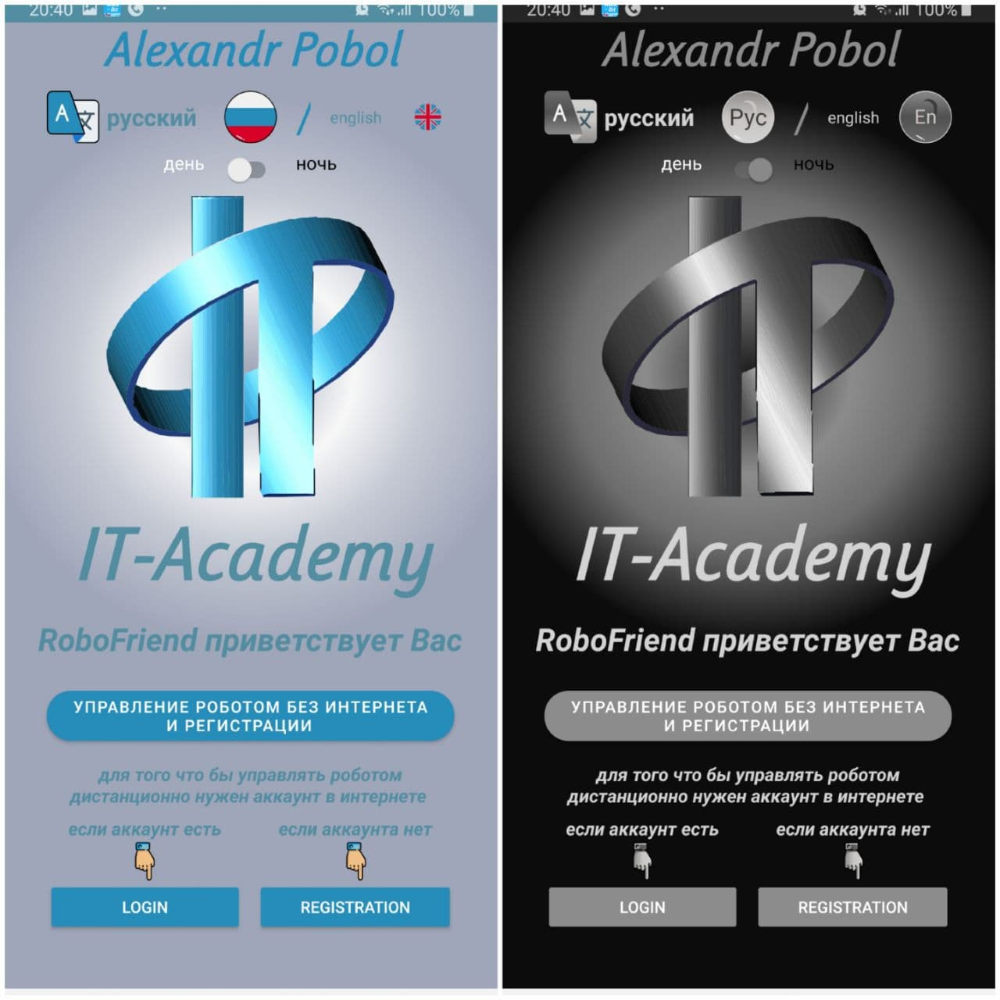 20:40 100%
Alexandr Pobol
A 文 русский / english
день ночь
IT-Academy
RoboFriend приветствует Вас
УПРАВЛЕНИЕ РОБОТОМ БЕЗ ИНТЕРНЕТА
И РЕГИСТРАЦИИ
для того что бы управлять роботом
дистанционно нужен аккаунт в интернете
если аккаунт есть если аккаунта нет
LOGIN REGISTRATION
20:40 100%
Alexandr Pobol
A 文 русский Рус / english En
день ночь
IT-Academy
RoboFriend приветствует Вас
УПРАВЛЕНИЕ РОБОТОМ БЕЗ ИНТЕРНЕТА
И РЕГИСТРАЦИИ
для того что бы управлять роботом
дистанционно нужен аккаунт в интернете
если аккаунт есть если аккаунта нет
LOGIN REGISTRATION